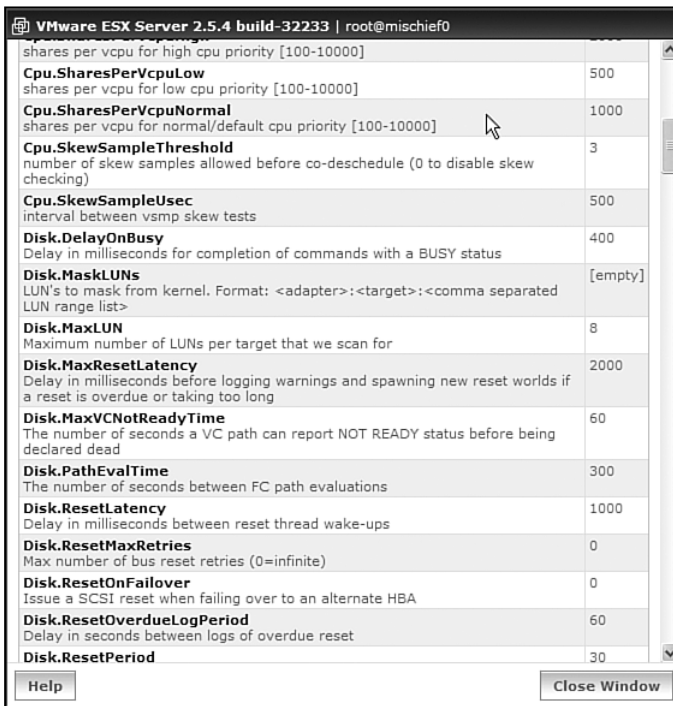 VMware ESX Server 2.5.4 build-32233 | root@mischief0
shares per vcpu for high cpu priority [100-10000]
Cpu.SharesPerVcpuLow 500
shares per vcpu for low cpu priority [100-10000]
Cpu.SharesPerVcpuNormal 1000
shares per vcpu for normal/default cpu priority [100-10000]
Cpu.SkewSampleThreshold 3
number of skew samples allowed before co-deschedule (0 to disable skew
checking)
Cpu.SkewSampleUsec 500
interval between vsmp skew tests
Disk.DelayOnBusy 400
Delay in milliseconds for completion of commands with a BUSY status
Disk.MaskLUNs [empty]
LUN's to mask from kernel. Format: <adapter>:<target>:<comma separated
LUN range list>
Disk.MaxLUN 8
Maximum number of LUNs per target that we scan for
Disk.MaxResetLatency 2000
Delay in milliseconds before logging warnings and spawning new reset worlds if
a reset is overdue or taking too long
Disk.MaxVCNotReadyTime 60
The number of seconds a VC path can report NOT READY status before being
declared dead
Disk.PathEvalTime 300
The number of seconds between FC path evaluations
Disk.ResetLatency 1000
Delay in milliseconds between reset thread wake-ups
Disk.ResetMaxRetries 0
Max number of bus reset retries (0=infinite)
Disk.ResetOnFailover 0
Issue a SCSI reset when failing over to an alternate HBA
Disk.ResetOverdueLogPeriod 60
Delay in seconds between logs of overdue reset
Disk.ResetPeriod 30
Help Close Window